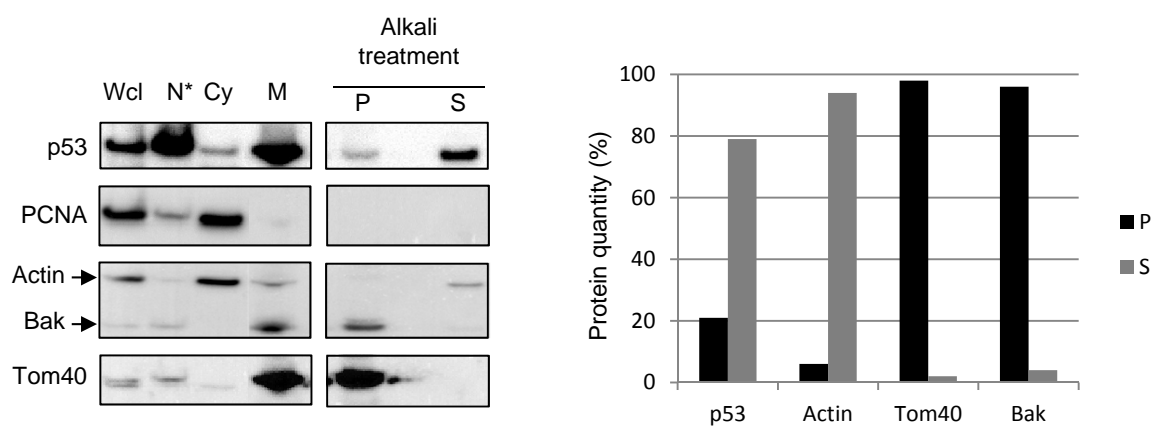 Alkali
treatment
Wcl N* Cy M P S
p53
PCNA
Actin
Bak
Tom40
Protein quantity (%)
100
80
60
40
20
0
p53 Actin Tom40 Bak
P
S